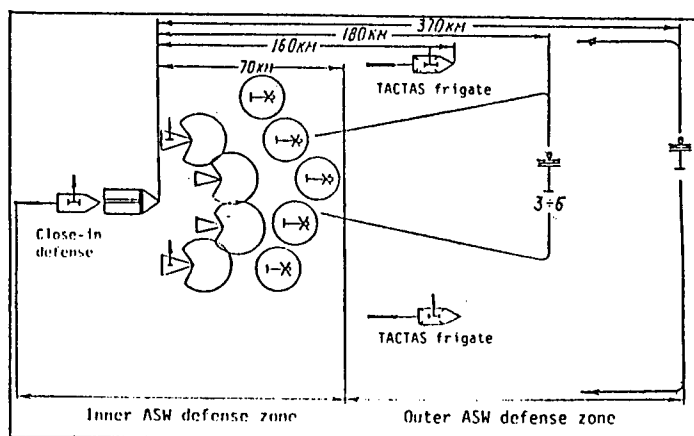 370км
180км
160км
70км
TACTAS frigate
3÷6
Close-in
defense
TACTAS frigate
Inner ASW defense zone
Outer ASW defense zone